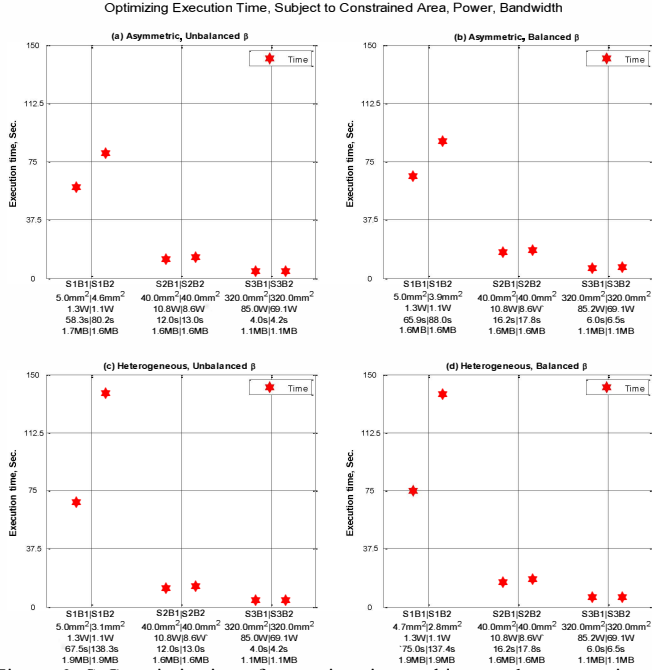 Optimizing Execution Time, Subject to Constrained Area, Power, Bandwidth
(a) Asymmetric, Unbalanced β
Time
150
112.5
75
37.5
0
Execution time, Sec.
S1B1|S1B2 S2B1|S2B2 S3B1|S3B2
5.0mm²|4.6mm² 40.0mm²|40.0mm² 320.0mm²|320.0mm²
1.3W|1.1W 10.8W|8.6W 85.0W|69.1W
58.3s|80.2s 12.0s|13.0s 4.0s|4.2s
1.7MB|1.6MB 1.6MB|1.6MB 1.1MB|1.1MB
(b) Asymmetric, Balanced β
Time
150
112.5
75
37.5
0
Execution time, Sec.
S1B1|S1B2 S2B1|S2B2 S3B1|S3B2
5.0mm²|3.9mm² 40.0mm²|40.0mm² 320.0mm²|320.0mm²
1.3W|1.1W 10.8W|8.6W 85.2W|69.1W
65.9s|88.0s 16.2s|17.8s 6.0s|6.5s
1.6MB|1.6MB 1.6MB|1.6MB 1.1MB|1.1MB
(c) Heterogeneous, Unbalanced β
Time
150
112.5
75
37.5
0
Execution time, Sec.
S1B1|S1B2 S2B1|S2B2 S3B1|S3B2
5.0mm²|3.1mm² 40.0mm²|40.0mm² 320.0mm²|320.0mm²
1.3W|1.1W 10.8W|8.6W 85.0W|69.1W
67.5s|138.3s 12.0s|13.0s 4.0s|4.2s
1.9MB|1.9MB 1.6MB|1.6MB 1.1MB|1.1MB
(d) Heterogeneous, Balanced β
Time
150
112.5
75
37.5
0
Execution time, Sec.
S1B1|S1B2 S2B1|S2B2 S3B1|S3B2
4.7mm²|2.8mm² 40.0mm²|40.0mm² 320.0mm²|320.0mm²
1.3W|1.1W 10.8W|8.6W 85.2W|69.1W
75.0s|137.4s 16.2s|17.8s 6.0s|6.5s
1.9MB|1.9MB 1.6MB|1.6MB 1.1MB|1.1MB